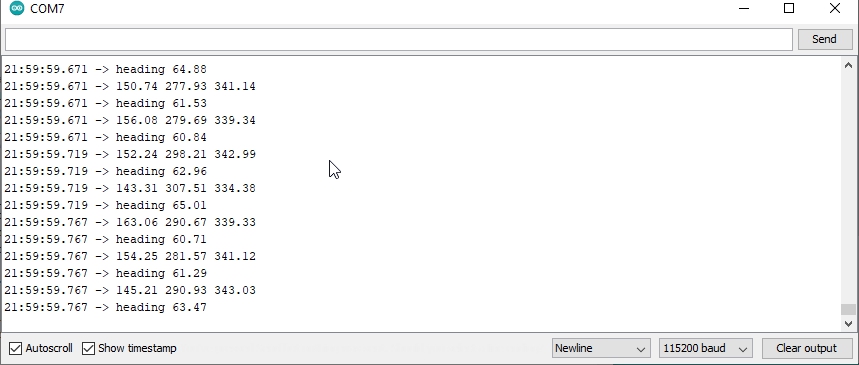 COM7
Send
21:59:59.671 -> heading 64.88
21:59:59.671 -> 150.74 277.93 341.14
21:59:59.671 -> heading 61.53
21:59:59.671 -> 156.08 279.69 339.34
21:59:59.671 -> heading 60.84
21:59:59.719 -> 152.24 298.21 342.99
21:59:59.719 -> heading 62.96
21:59:59.719 -> 143.31 307.51 334.38
21:59:59.719 -> heading 65.01
21:59:59.767 -> 163.06 290.67 339.33
21:59:59.767 -> heading 60.71
21:59:59.767 -> 154.25 281.57 341.12
21:59:59.767 -> heading 61.29
21:59:59.767 -> 145.21 290.93 343.03
21:59:59.767 -> heading 63.47
Autoscroll Show timestamp Newline 115200 baud Clear output